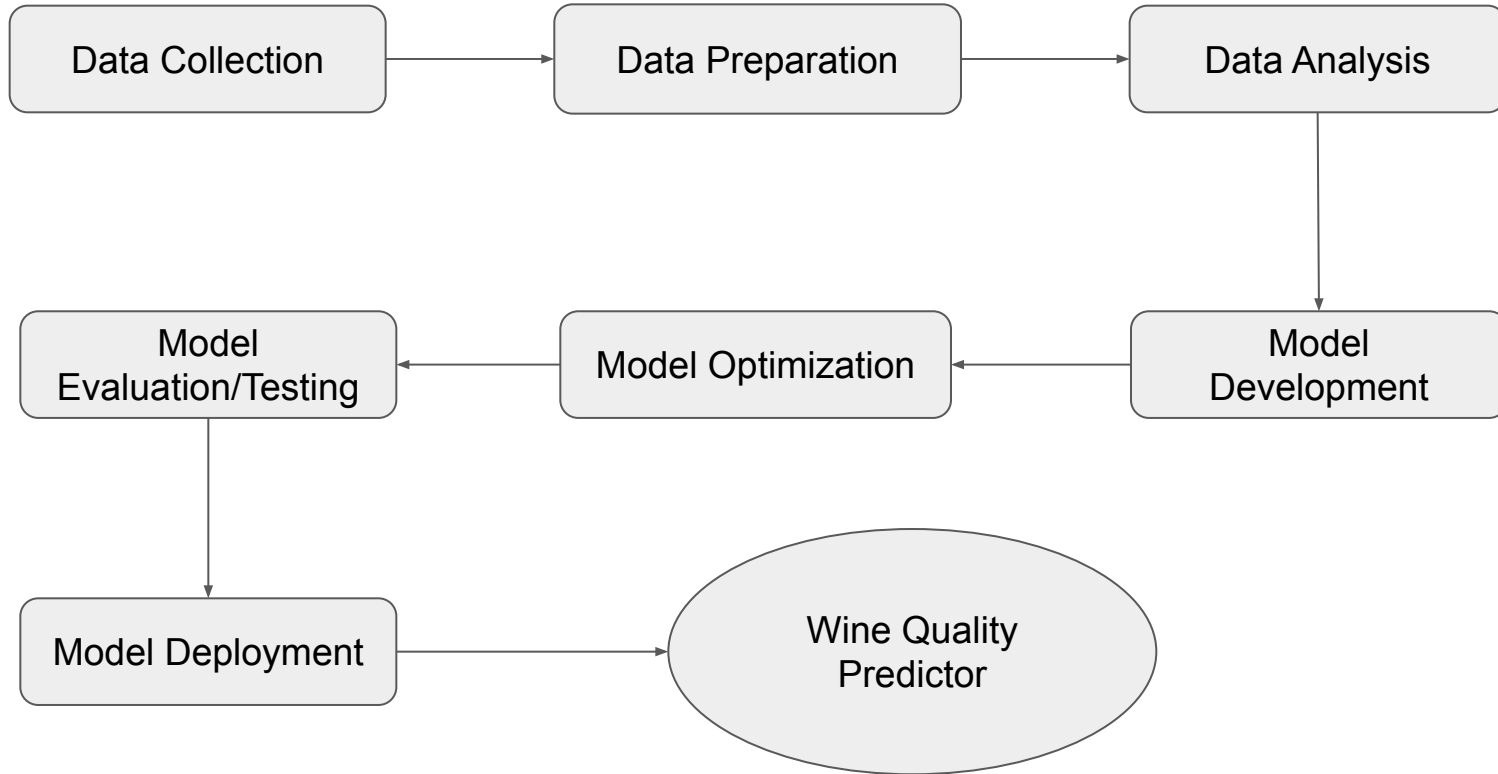 Data Collection
Data Preparation
Data Analysis
Model
Evaluation/Testing
Model Optimization
Model
Development
Model Deployment
Wine Quality
Predictor